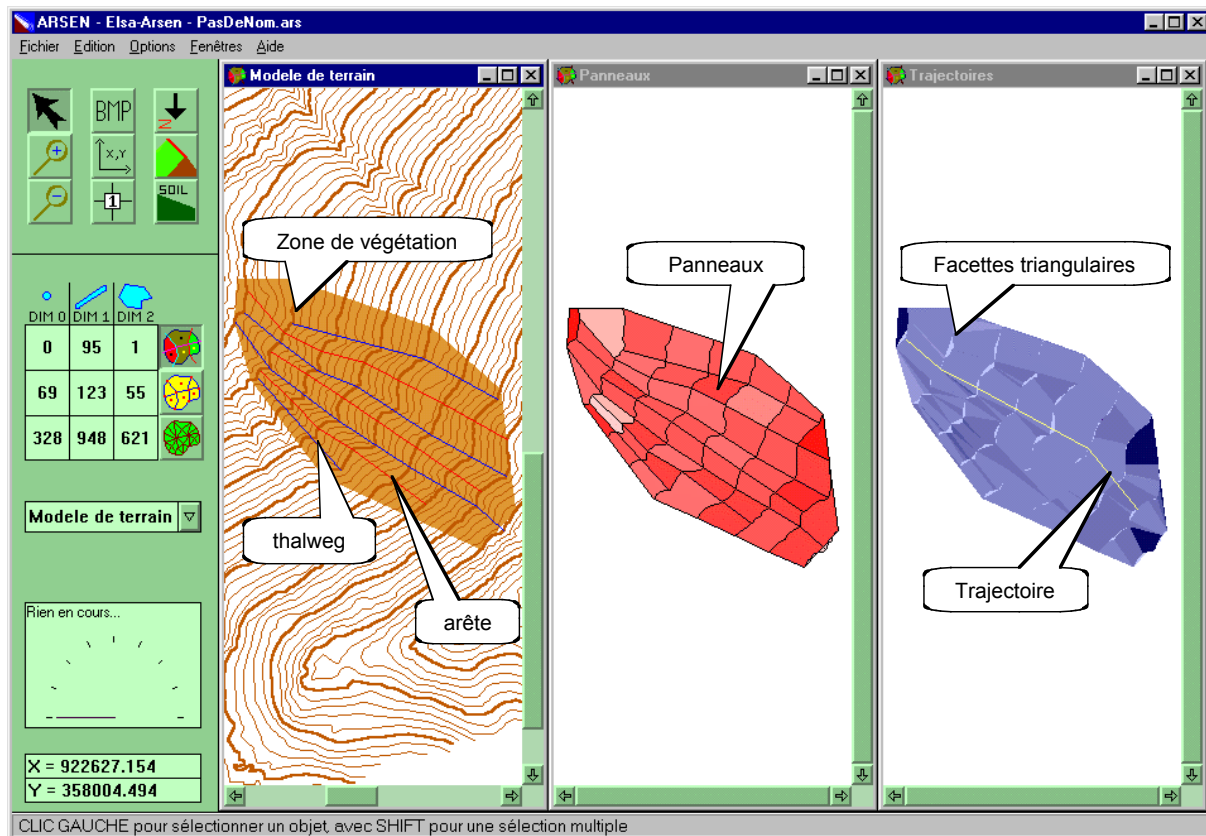 ARSEN - Elsa-Arsen - PasDeNom.ars
Fichier Edition Options Fenêtres Aide
Modele de terrain
Panneaux
Trajectoires
BMP
N
X,Y
1
SOIL
Zone de végétation
Panneaux
Facettes triangulaires
DIM 0 DIM 1 DIM 2
0 95 1
69 123 55
328 948 621
Modele de terrain
thalweg
arête
Trajectoire
Rien en cours...
X = 922627.154
Y = 358004.494
CLIC GAUCHE pour sélectionner un objet, avec SHIFT pour une sélection multiple